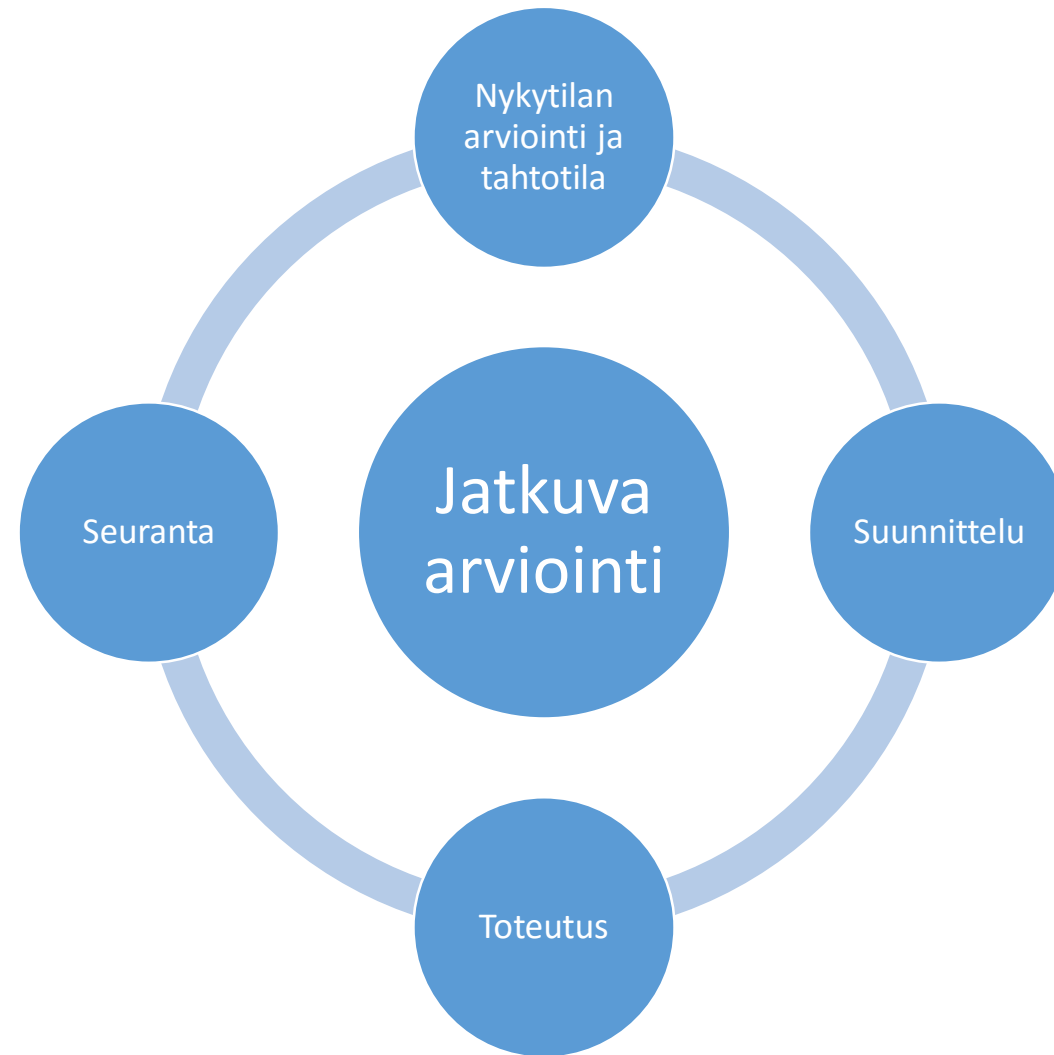 Nykytilan
arviointi ja
tahtotila
Suunnittelu
Toteutus
Seuranta
Jatkuva
arviointi